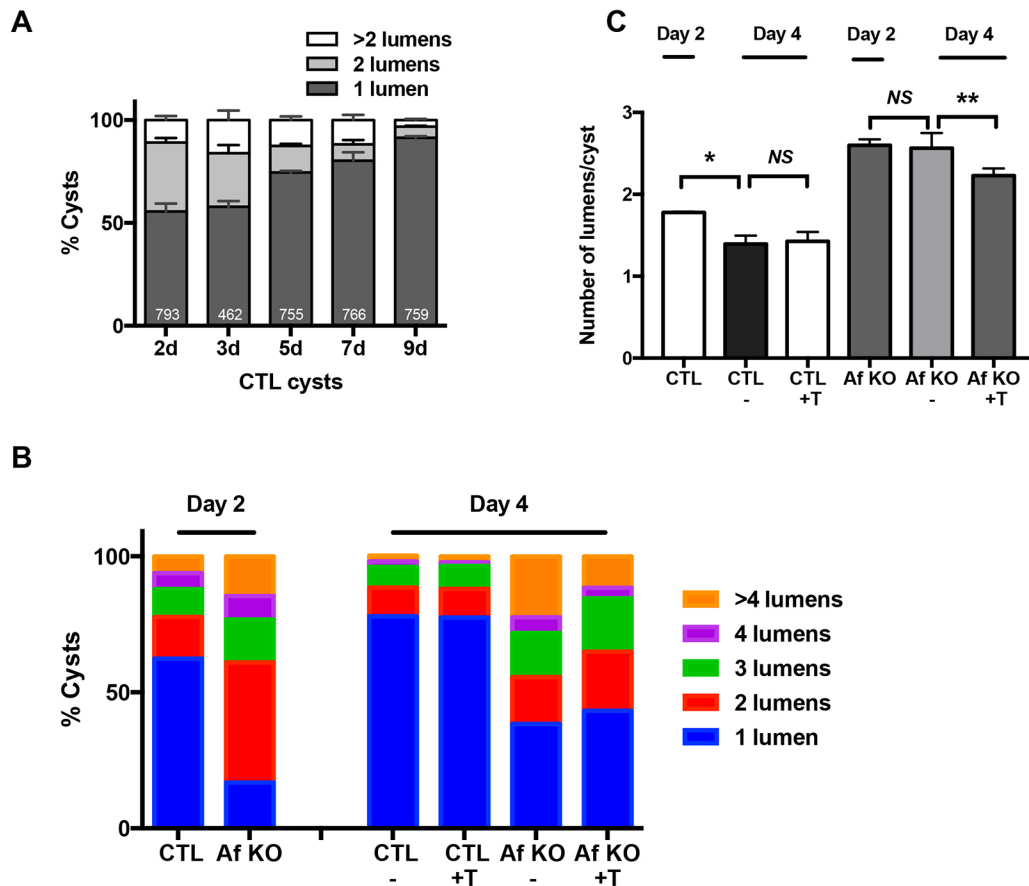 A
>2 lumens
2 lumens
1 lumen
% Cysts
100
50
0
793 462 755 766 759
2d 3d 5d 7d 9d
CTL cysts
C
Day 2 Day 4 Day 2 Day 4
Number of lumens/cyst
3
2
1
0
* NS NS **
CTL CTL CTL Af KO Af KO Af KO
- +T - +T
B
Day 2 Day 4
% Cysts
100
50
0
CTL Af KO CTL CTL Af KO Af KO
- +T - +T
>4 lumens
4 lumens
3 lumens
2 lumens
1 lumen